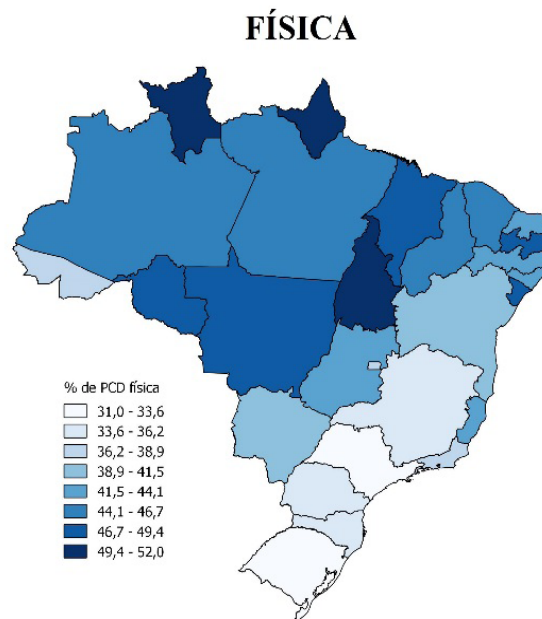 FÍSICA
% de PCD física
31,0 - 33,6
33,6 - 36,2
36,2 - 38,9
38,9 - 41,5
41,5 - 44,1
44,1 - 46,7
46,7 - 49,4
49,4 - 52,0